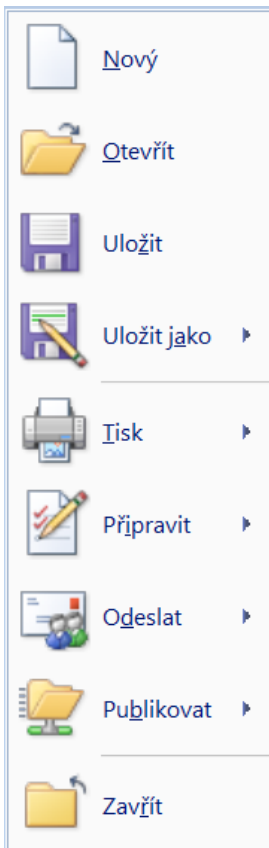 Nový
Otevřít
Uložit
Uložit jako
Tisk
Připravit
Odeslat
Publikovat
Zavřít